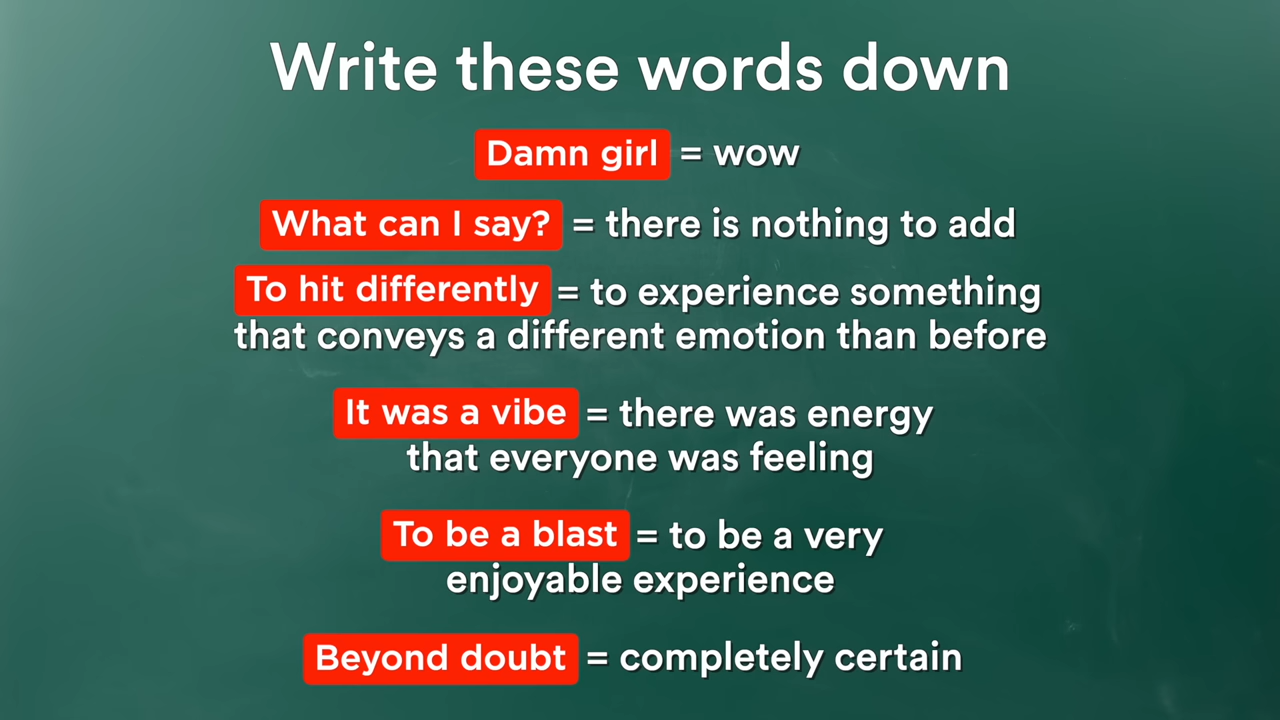 Write these words down
Damn girl = wow
What can I say? = there is nothing to add
To hit differently = to experience something
that conveys a different emotion than before
It was a vibe = there was energy
that everyone was feeling
To be a blast = to be a very
enjoyable experience
Beyond doubt = completely certain